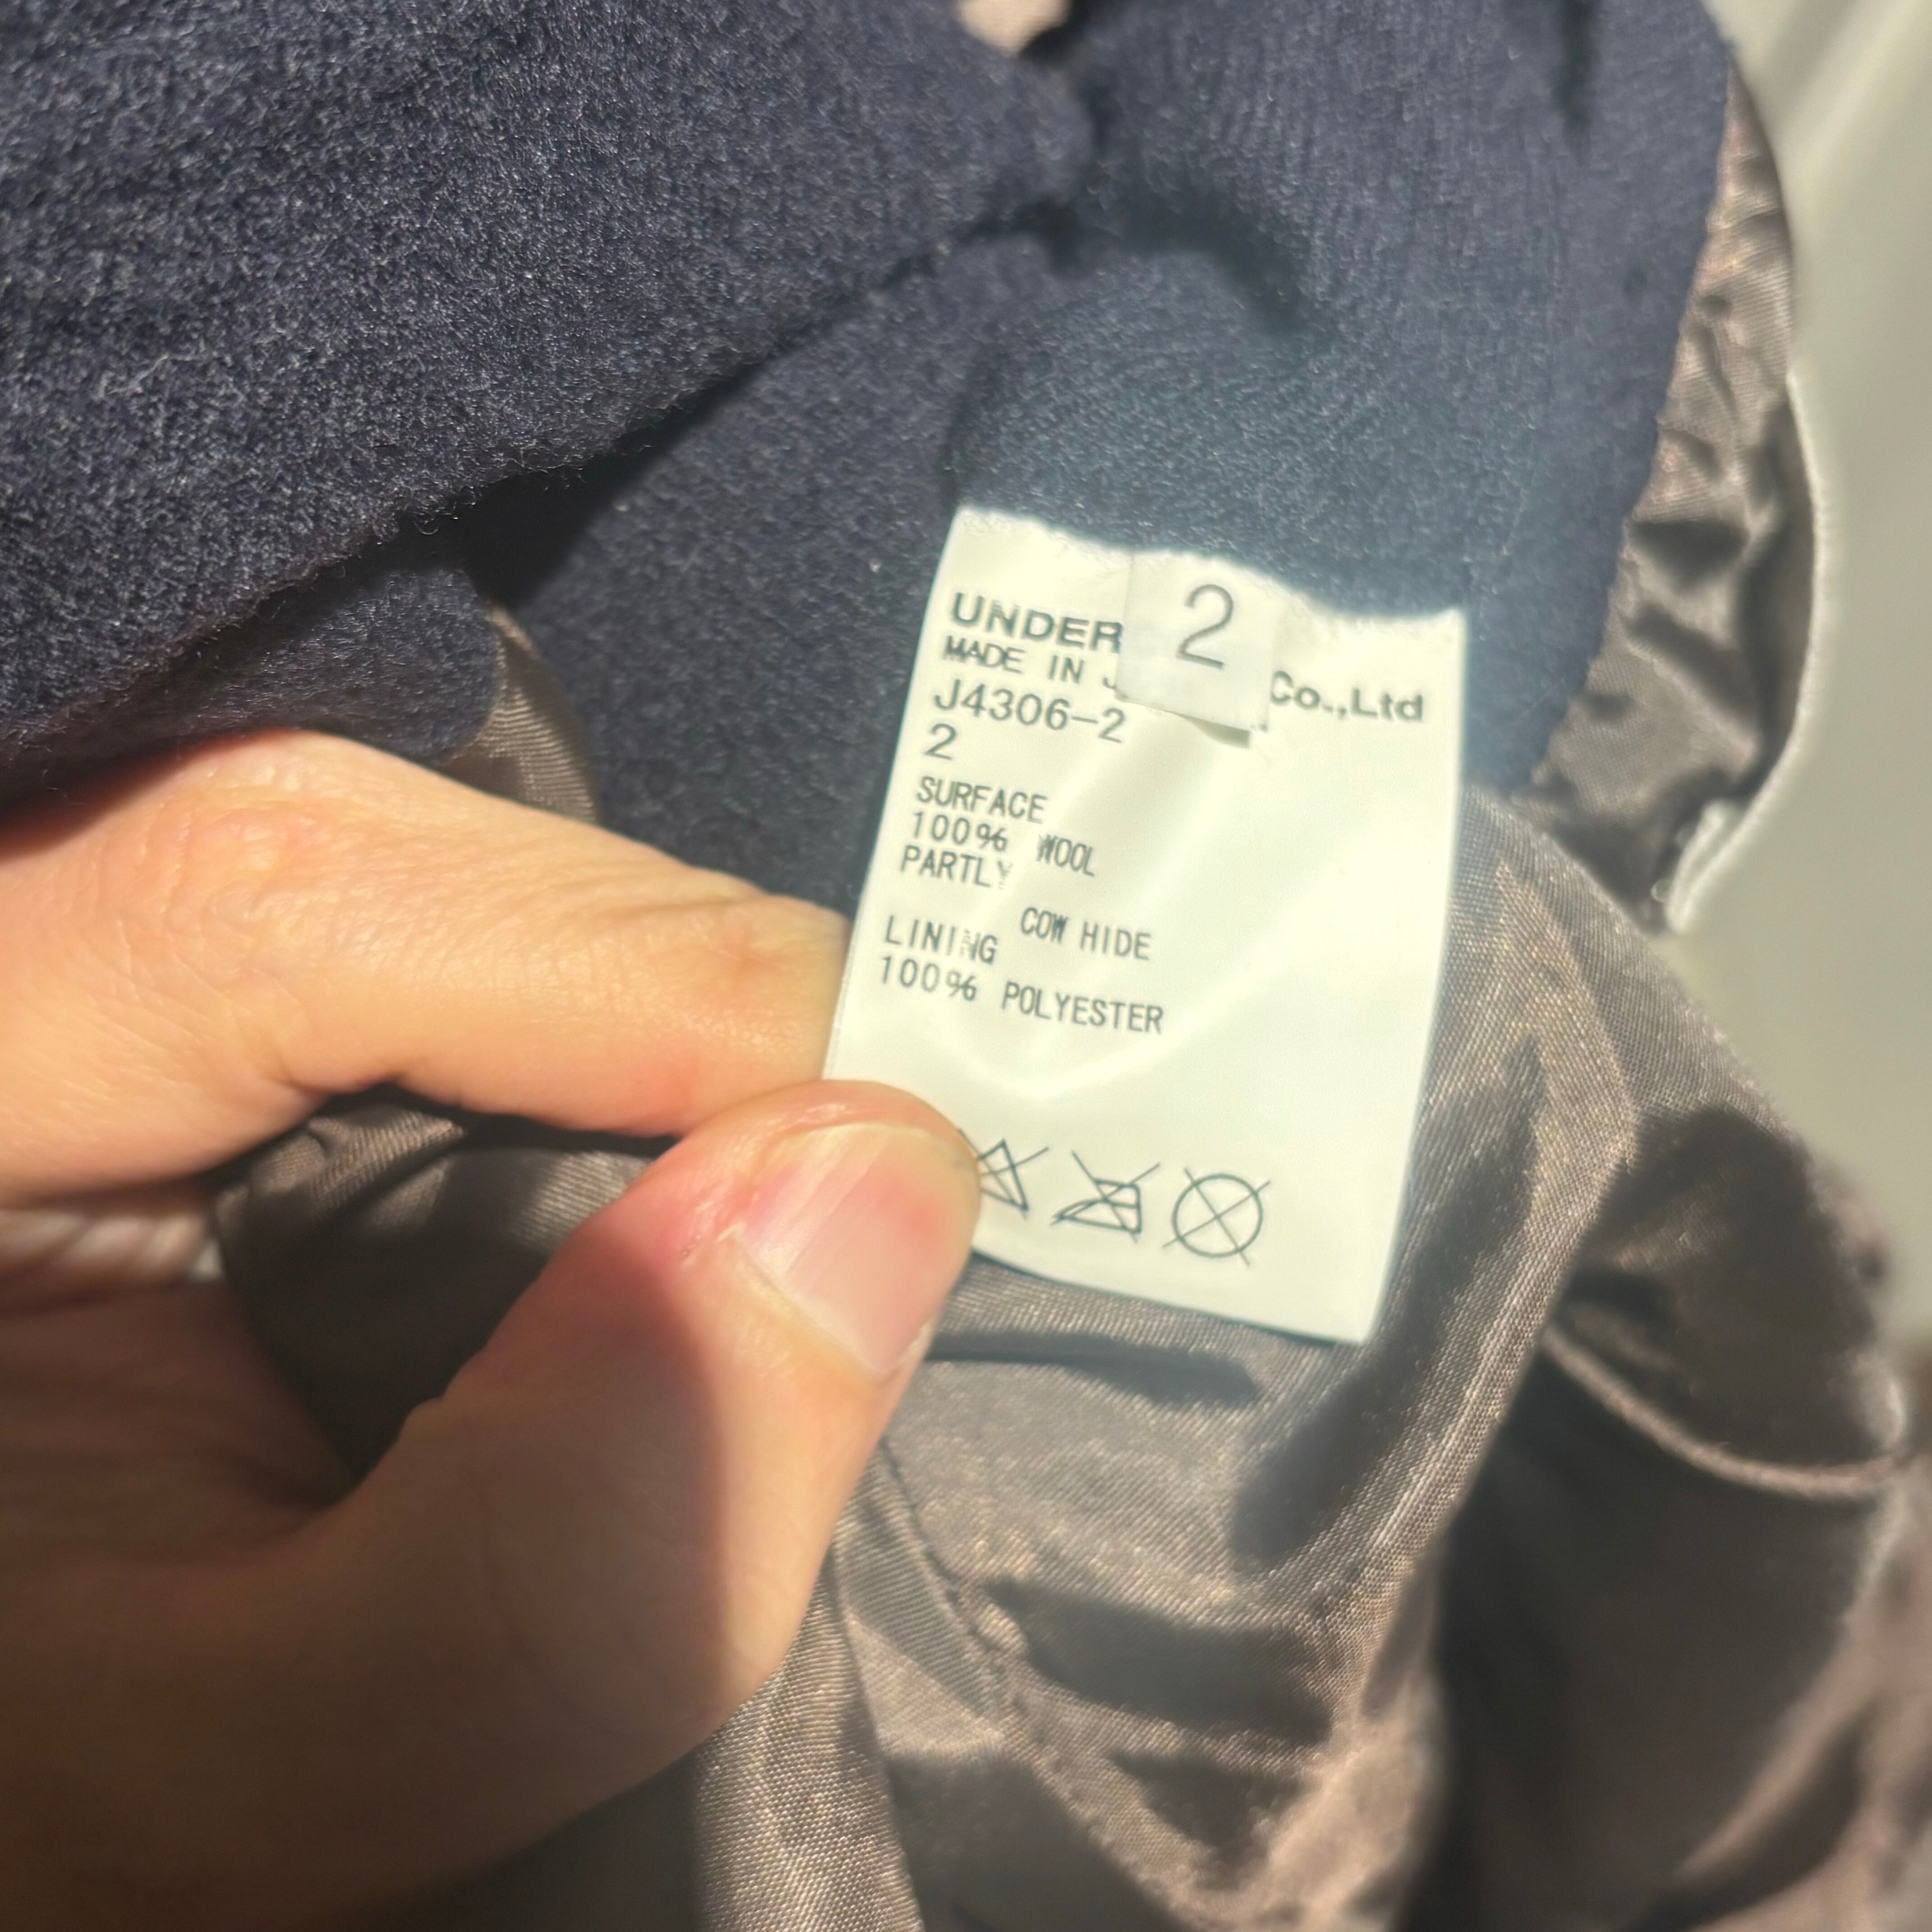 2
UNDER Co.,Ltd
MADE IN J
J4306-2
2
SURFACE
100% WOOL
PARTLY
COW HIDE
LINING
100% POLYESTER